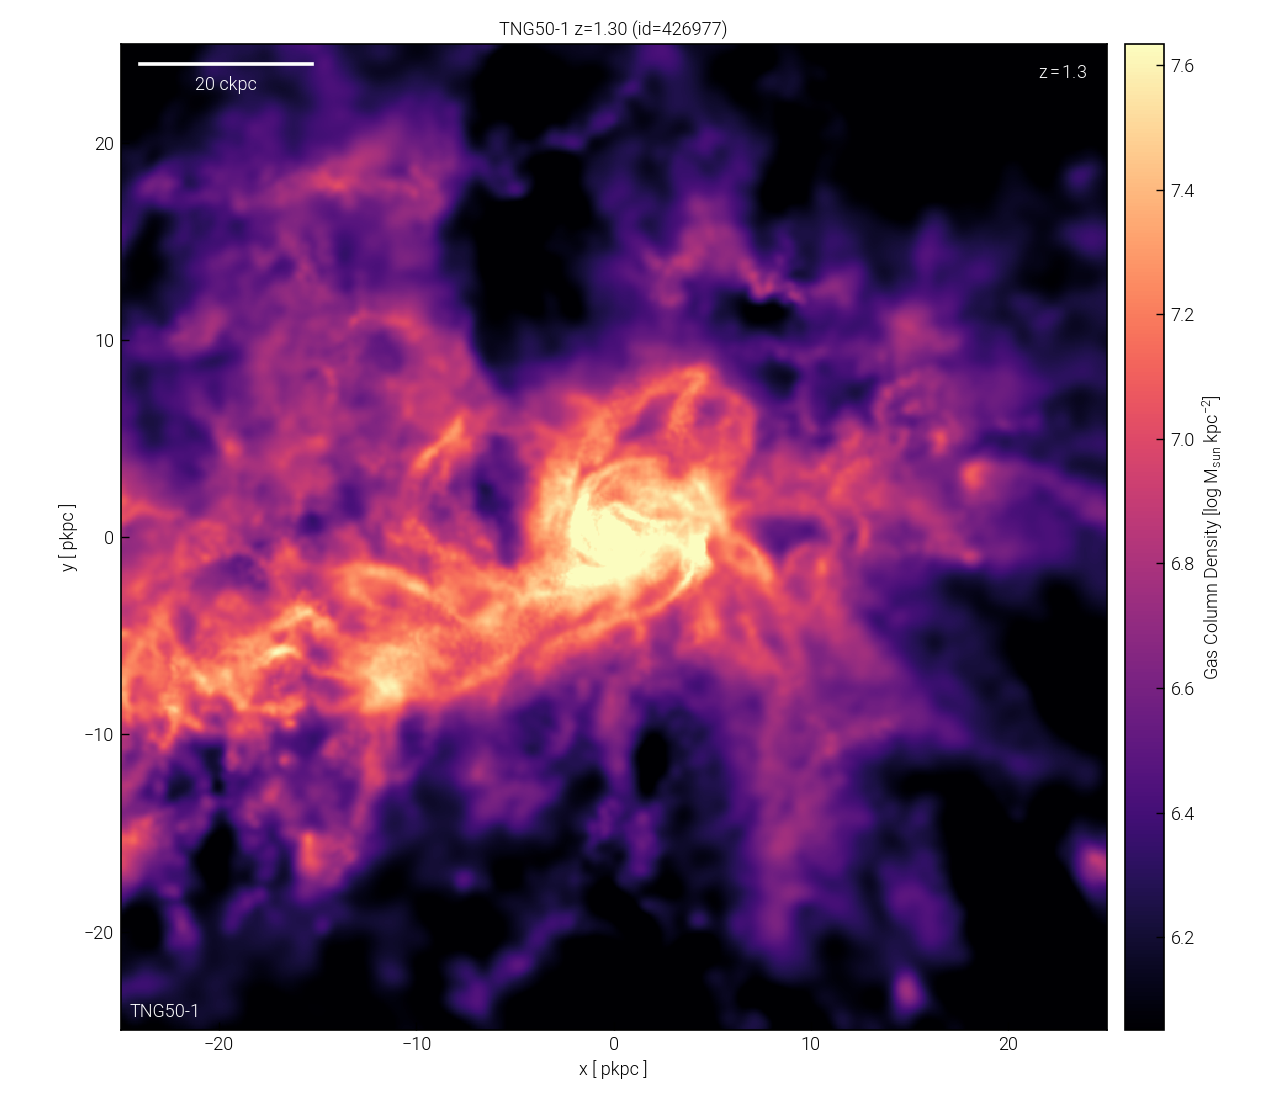 TNG50-1 z=1.30 (id=426977)
20 ckpc
z = 1.3
7.6
7.4
7.2
7.0
6.8
6.6
6.4
6.2
Gas Column Density [log M_sun kpc^−2]
20
10
0
−10
−20
y [ pkpc ]
TNG50-1
−20 −10 0 10 20
x [ pkpc ]